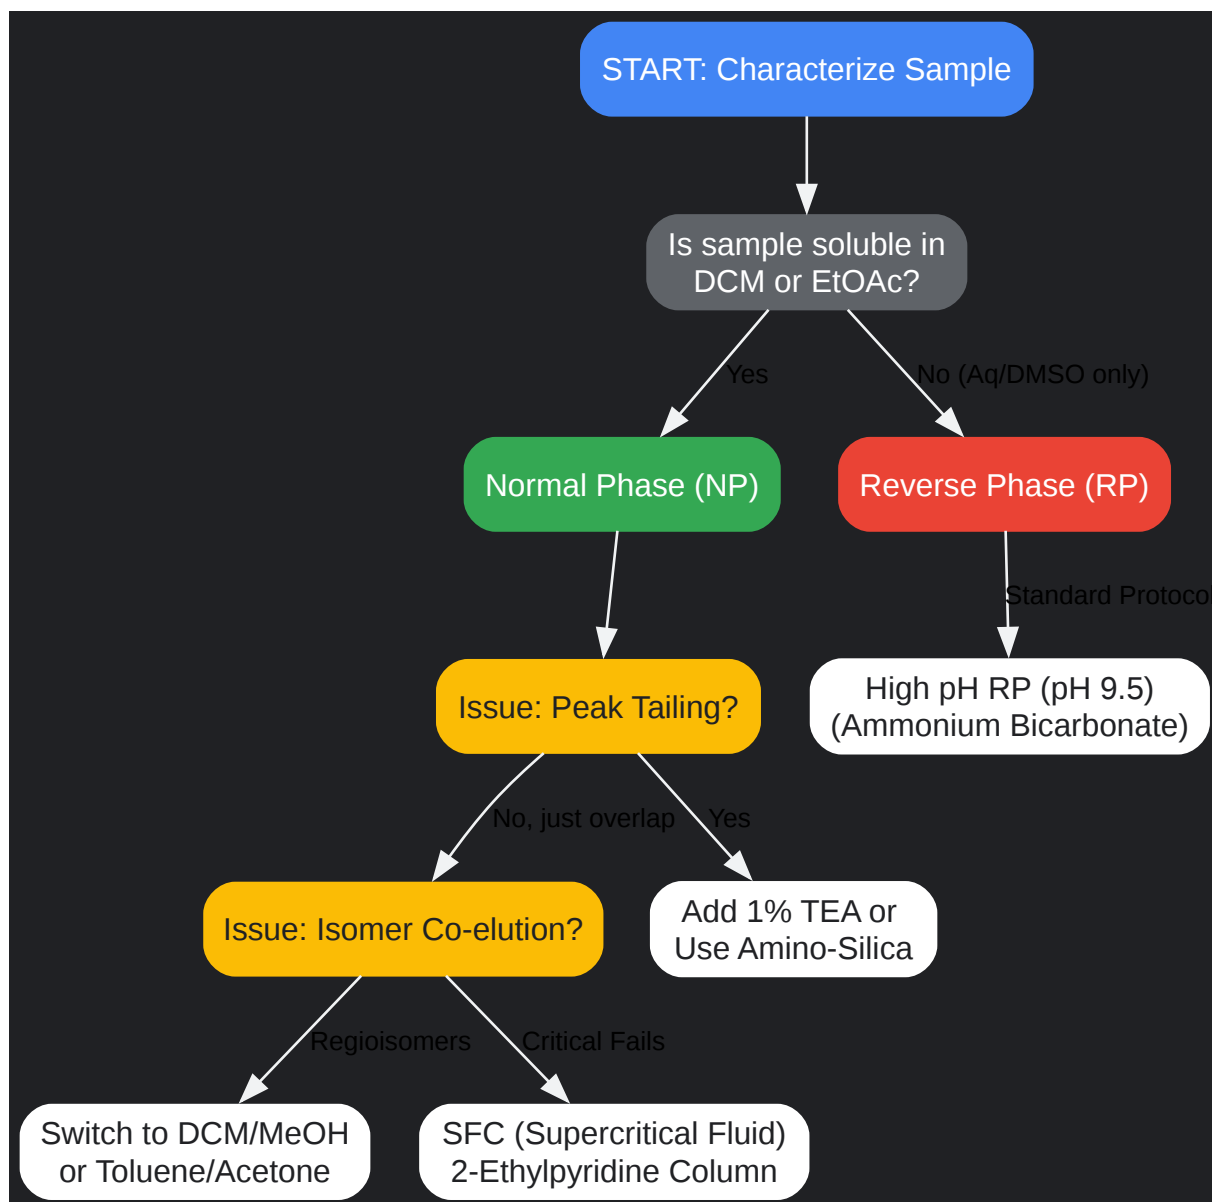 START: Characterize Sample
Is sample soluble in
DCM or EtOAc?
Yes
No (Aq/DMSO only)
Normal Phase (NP)
Reverse Phase (RP)
Standard Protocol
Issue: Peak Tailing?
High pH RP (pH 9.5)
(Ammonium Bicarbonate)
No, just overlap
Yes
Issue: Isomer Co-elution?
Add 1% TEA or
Use Amino-Silica
Regioisomers
Critical Fails
Switch to DCM/MeOH
or Toluene/Acetone
SFC (Supercritical Fluid)
2-Ethylpyridine Column